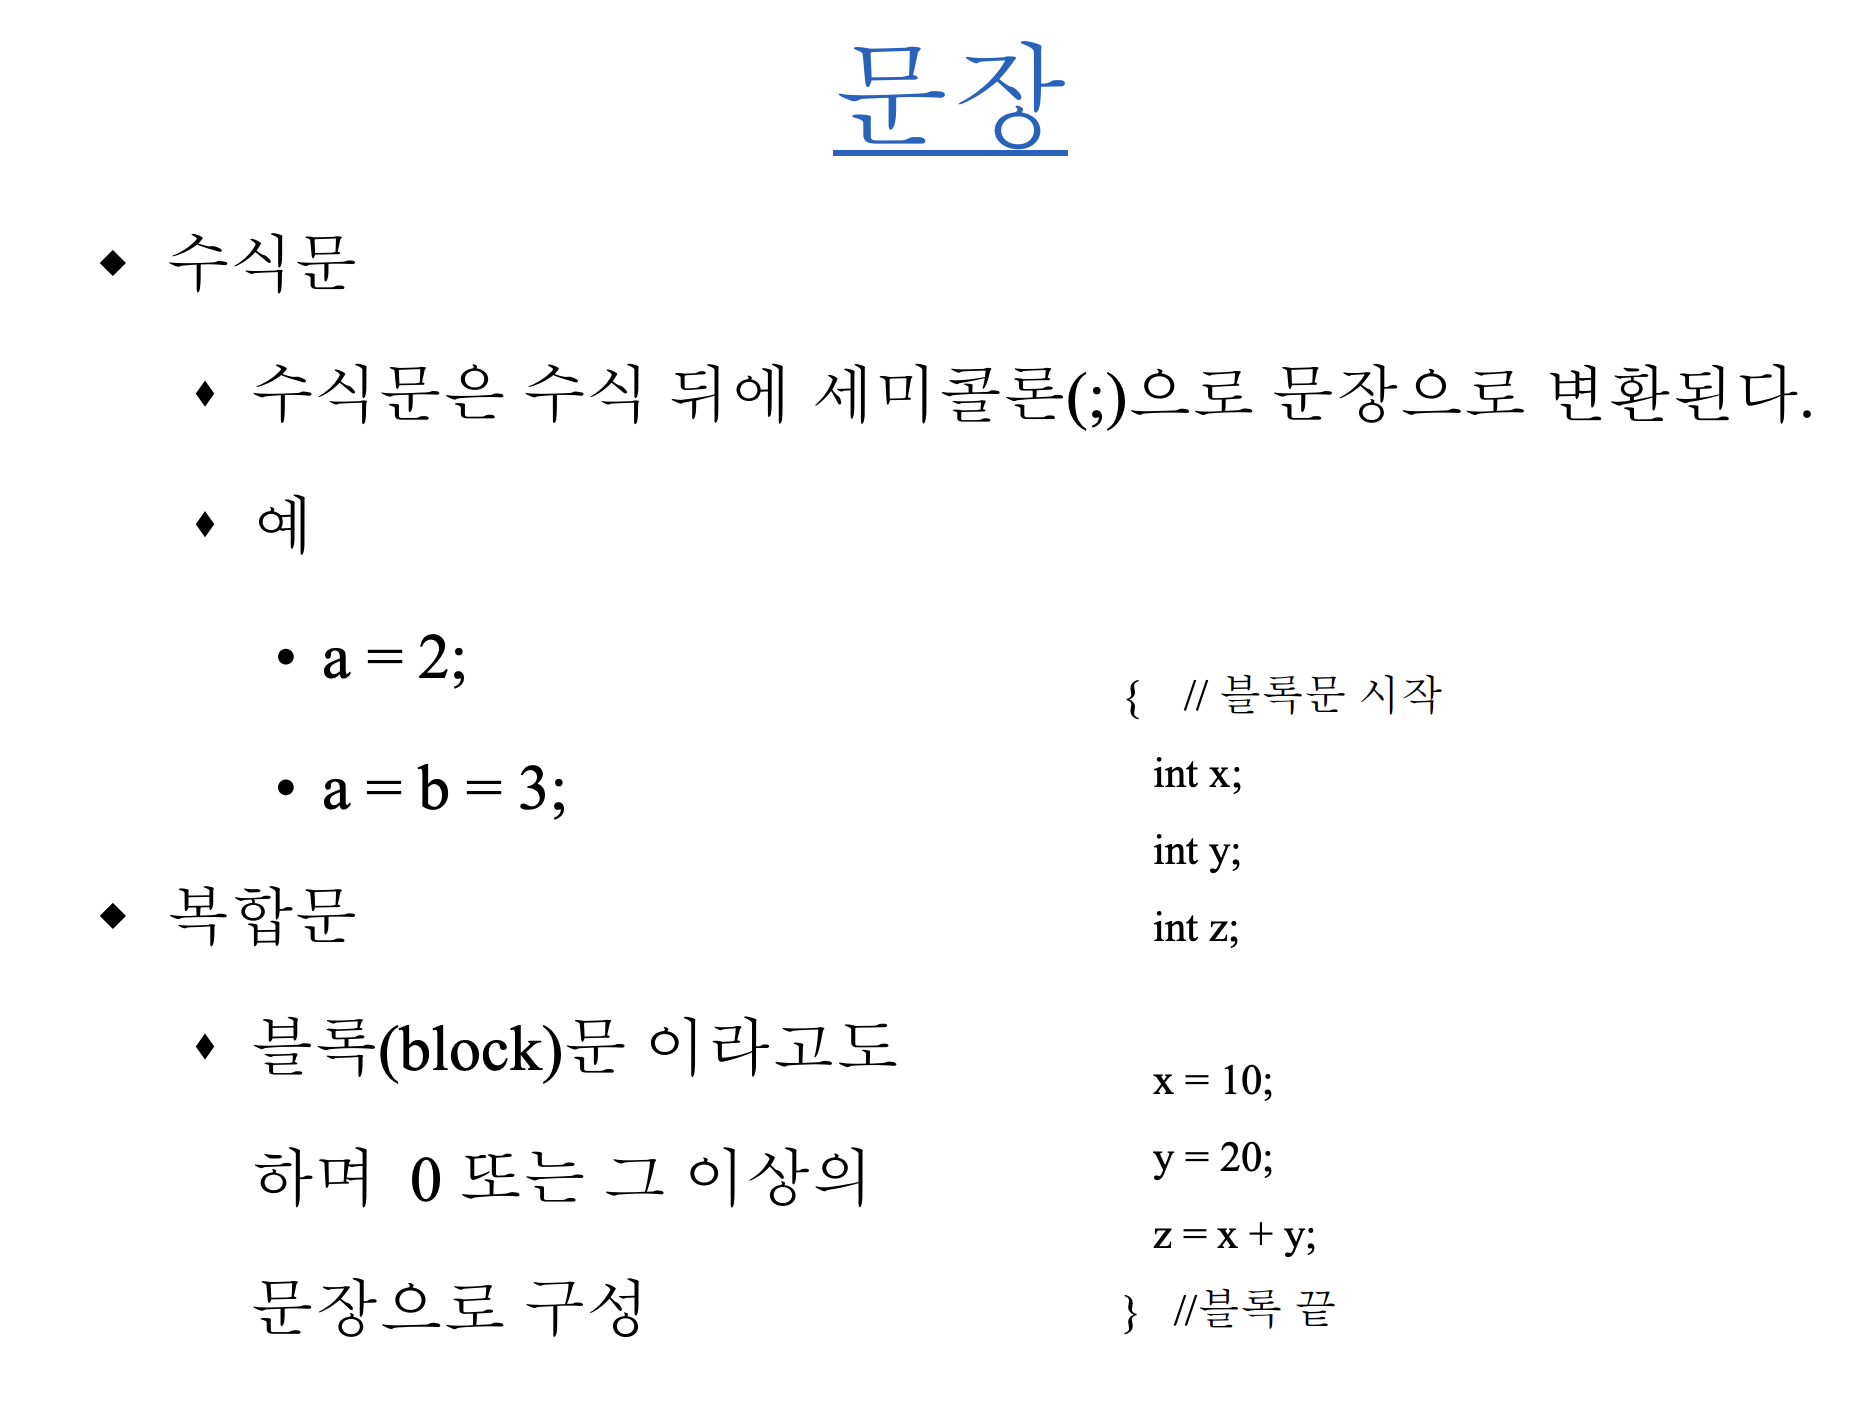 문장
수식문
수식문은 수식 뒤에 세미콜론(;)으로 문장으로 변환된다.
예
a = 2;
a = b = 3;
복합문
블록(block)문 이라고도
하며 0 또는 그 이상의
문장으로 구성
{ // 블록문 시작
int x;
int y;
int z;
x = 10;
y = 20;
z = x + y;
} //블록 끝